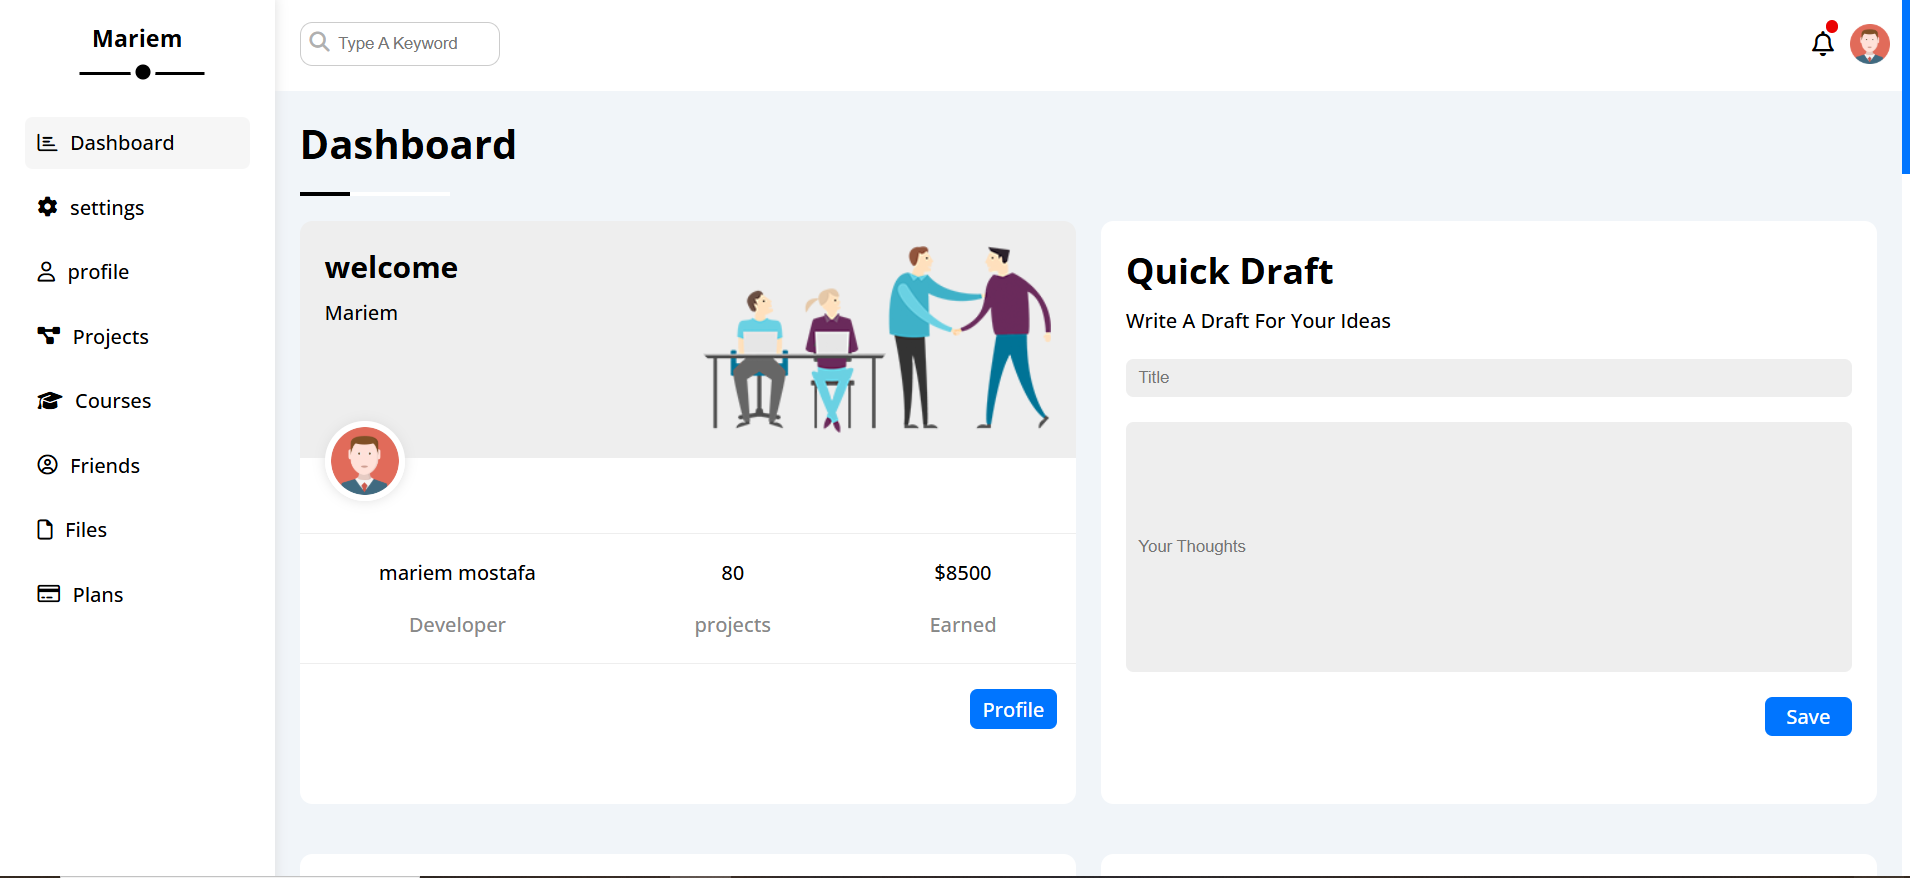 Mariem
Dashboard
settings
profile
Projects
Courses
Friends
Files
Plans
Type A Keyword
Dashboard
welcome
Mariem
mariem mostafa
80
$8500
Developer
projects
Earned
Profile
Quick Draft
Write A Draft For Your Ideas
Title
Your Thoughts
Save